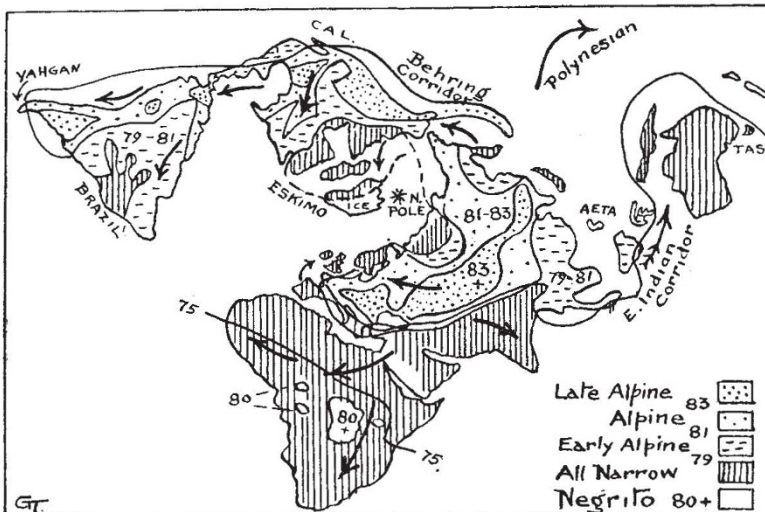 CAL.
YAHGAN
Behring
Corridor
Polynesian
79-81
BRAZIL
ESKIMO
ICE
N.
POLE
81-83
83
+
AETA
TAS
79-81
E. Indian
Corridor
75
80
80
+
75
Late Alpine
83
Alpine
81
Early Alpine
79
All Narrow
Negrito 80+
GT.